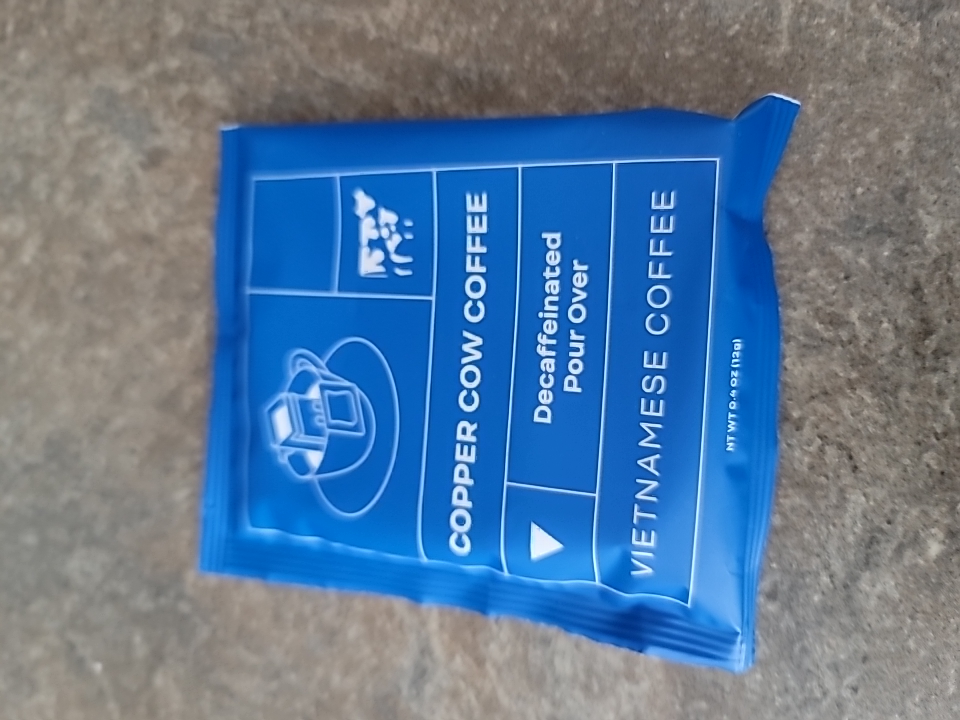 COPPER COW COFFEE
Decaffeinated
Pour Over
VIETNAMESE COFFEE
NT WT 0.4 OZ (12g)